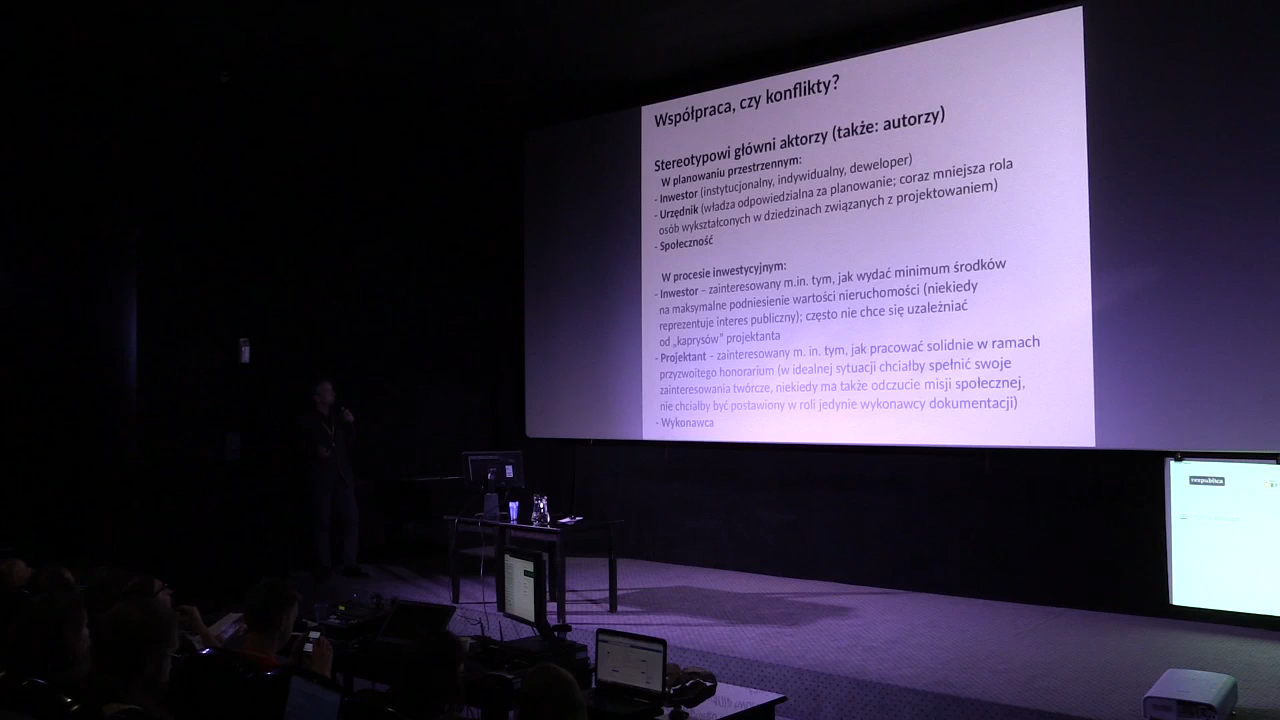 Współpraca, czy konflikty?
Stereotypowi główni aktorzy (także: autorzy)
W planowaniu przestrzennym:
- Inwestor (instytucjonalny, indywidualny, deweloper)
- Urzędnik (władza odpowiedzialna za planowanie; coraz mniejsza rola
osób wykształconych w dziedzinach związanych z projektowaniem)
- Społeczność
W procesie inwestycyjnym:
- Inwestor – zainteresowany m.in. tym, jak wydać minimum środków
na maksymalne podniesienie wartości nieruchomości (niekiedy
reprezentuje interes publiczny); często nie chce się uzależniać
od „kaprysów” projektanta
- Projektant – zainteresowany m. in. tym, jak pracować solidnie w ramach
przyzwoitego honorarium (w idealnej sytuacji chciałby spełnić swoje
zainteresowania twórcze, niekiedy ma także odczucie misji społecznej,
nie chciałby być postawiony w roli jedynie wykonawcy dokumentacji)
- Wykonawca
respublica